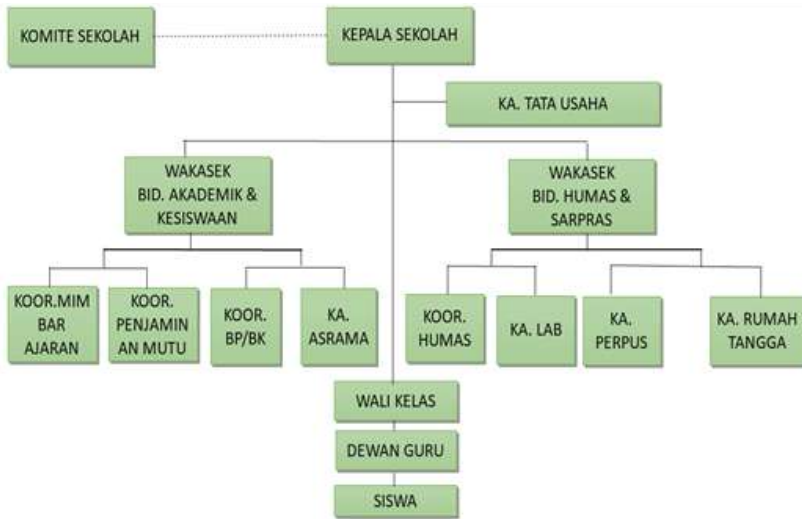 KOMITE SEKOLAH
KEPALA SEKOLAH
KA. TATA USAHA
WAKASEK
BID. AKADEMIK &
KESISWAAN
WAKASEK
BID. HUMAS &
SARPRAS
KOOR.MIM
BAR
AJARAN
KOOR.
PENJAMIN
AN MUTU
KOOR.
BP/BK
KA.
ASRAMA
KOOR.
HUMAS
KA. LAB
KA.
PERPUS
KA. RUMAH
TANGGA
WALI KELAS
DEWAN GURU
SISWA